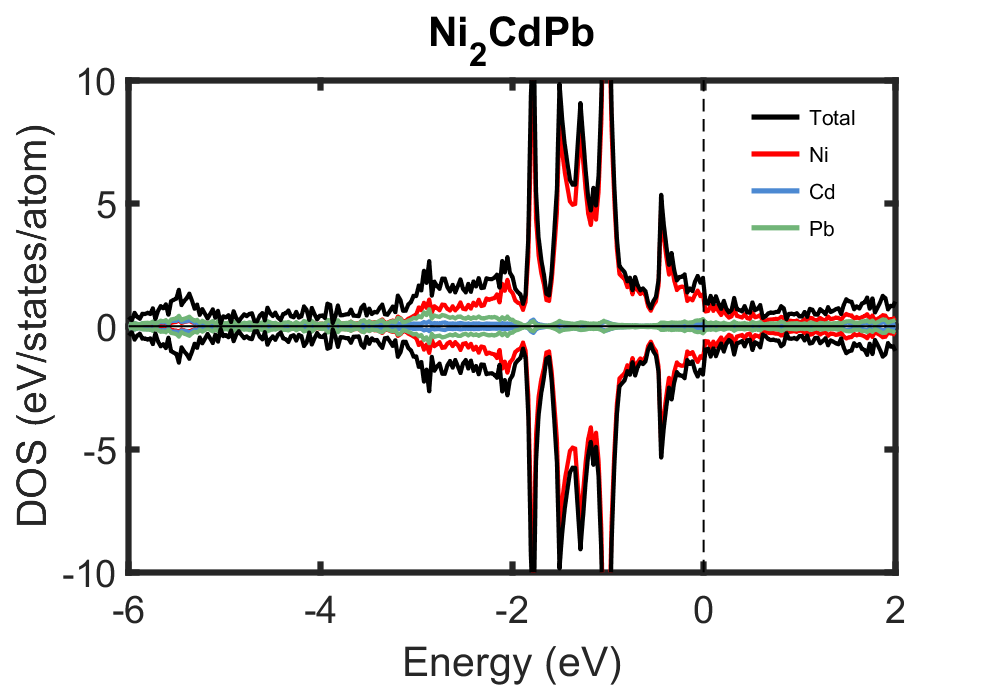 Ni₂CdPb
10
5
0
-5
-10
DOS (eV/states/atom)
Total
Ni
Cd
Pb
-6 -4 -2 0 2
Energy (eV)